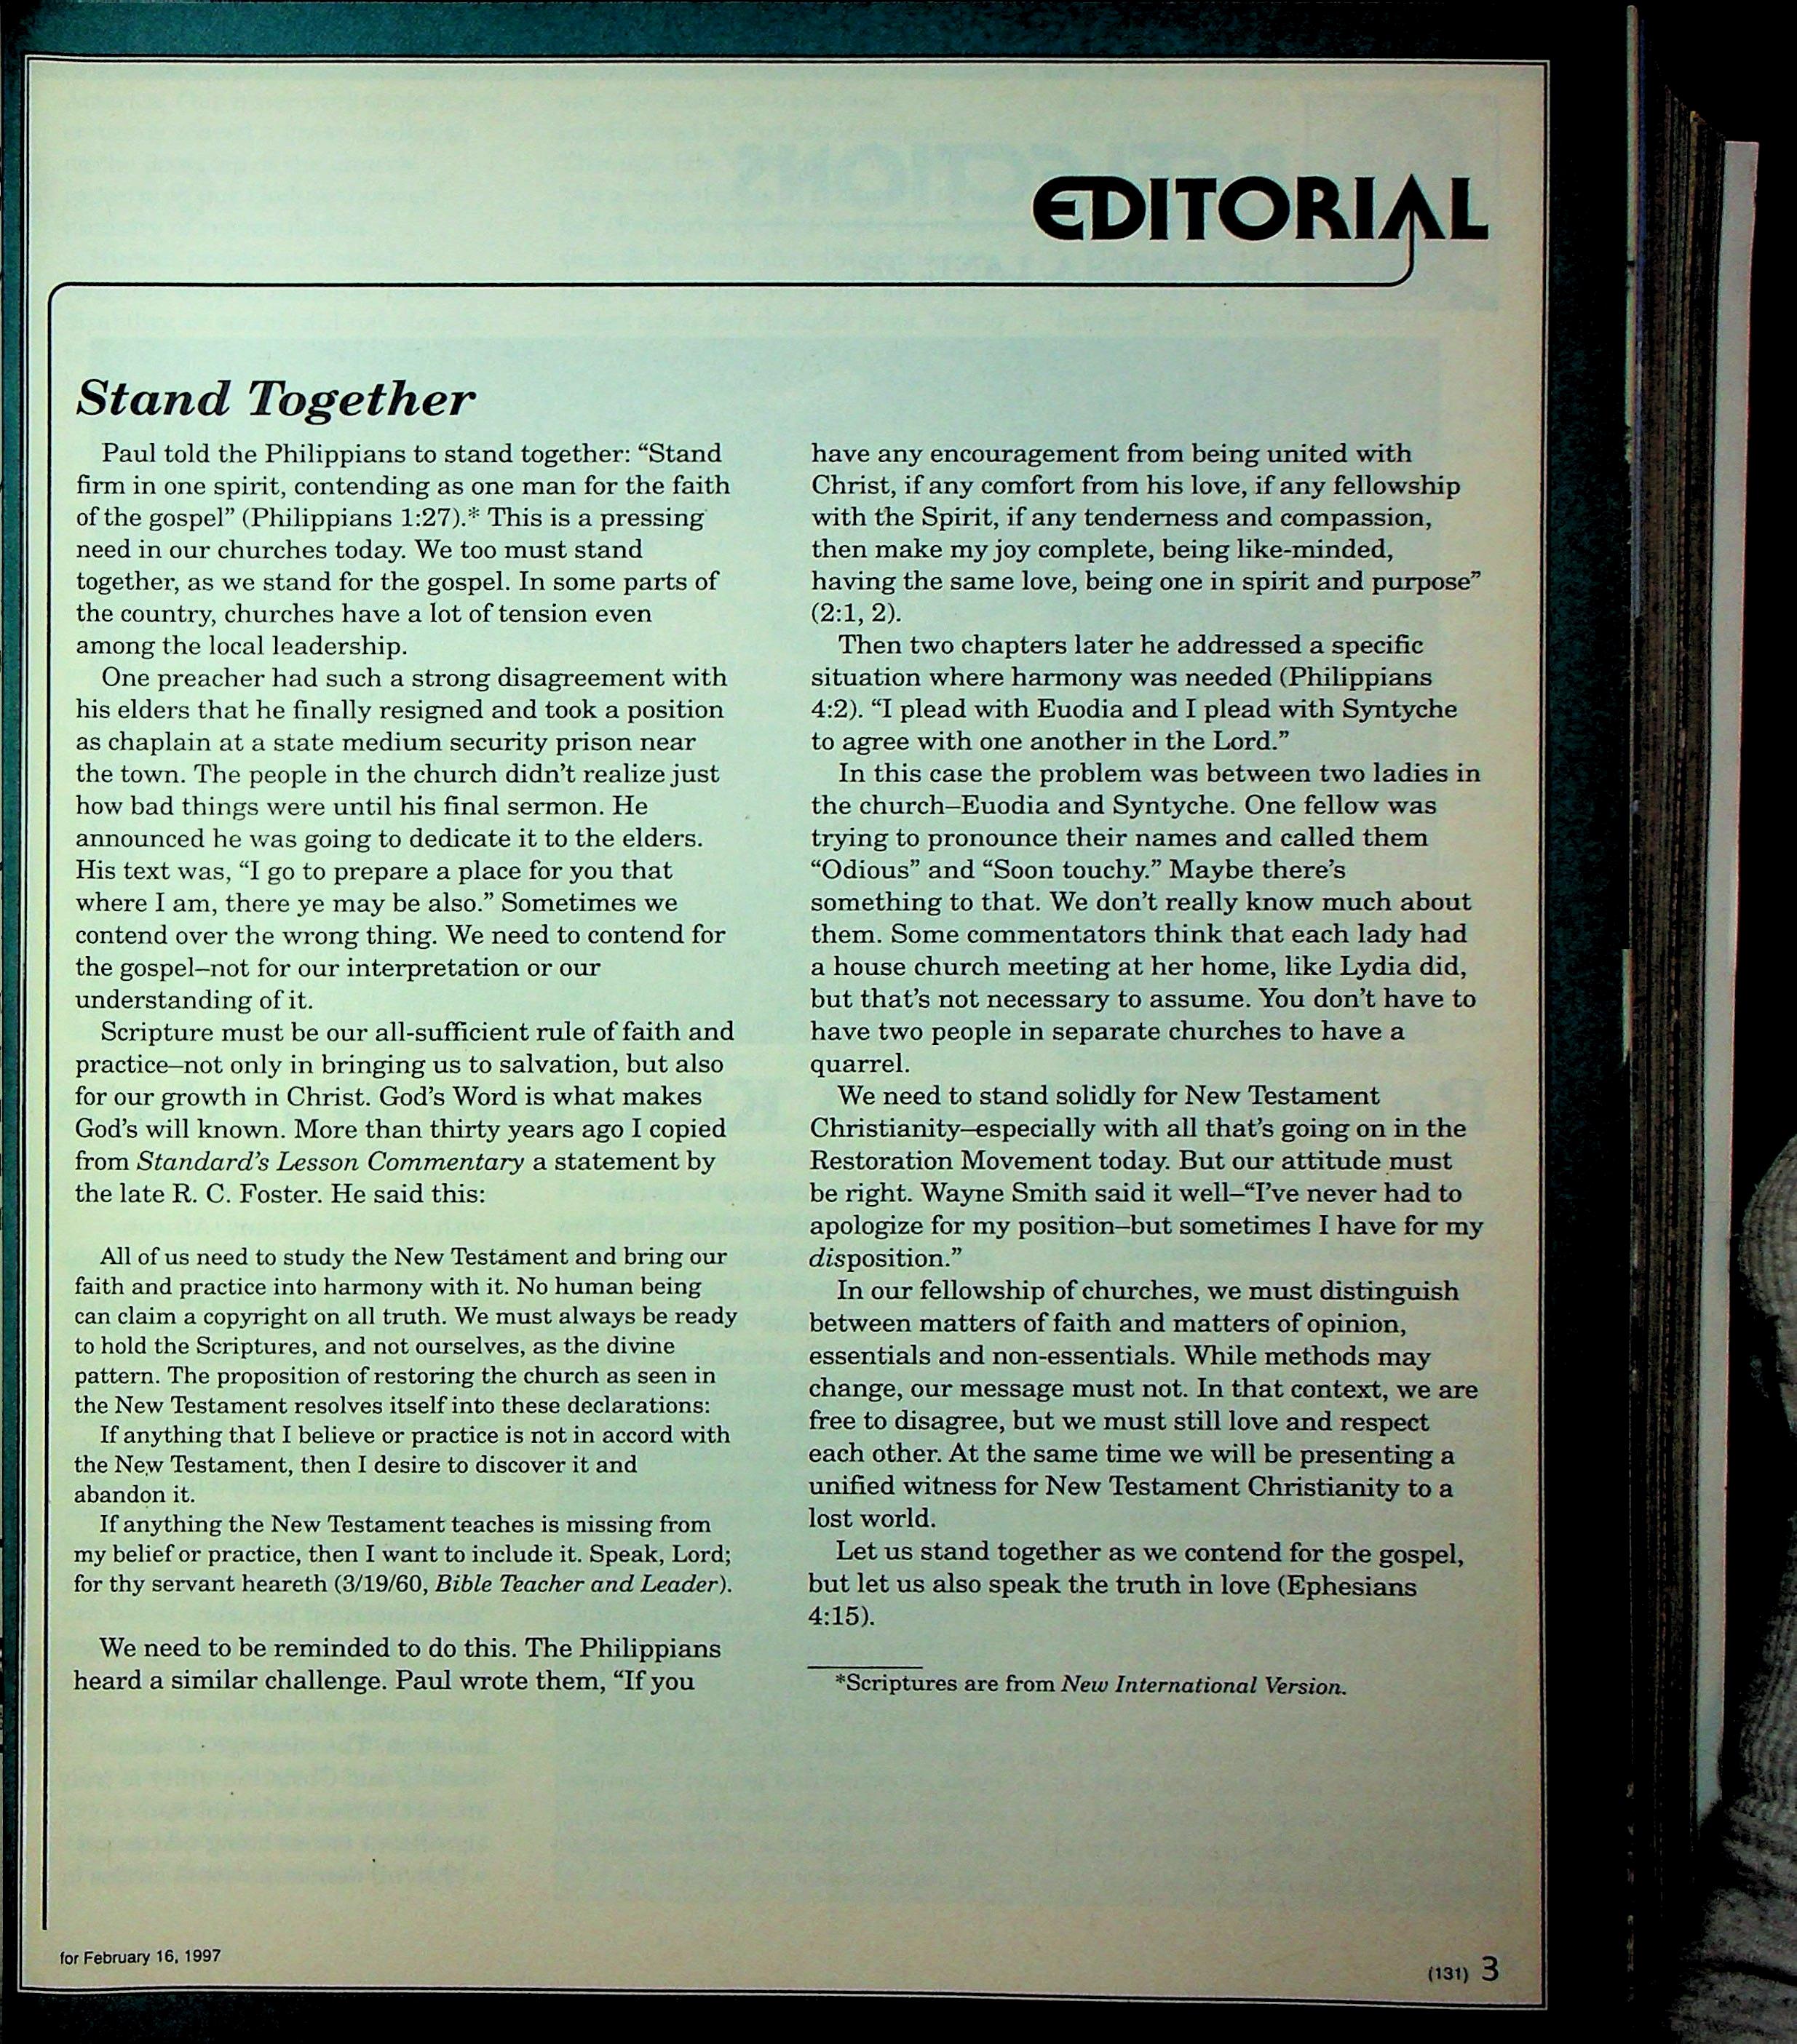 EDITORIAL
Stand Together
Paul told the Philippians to stand together: “Stand
firm in one spirit, contending as one man for the faith
of the gospel” (Philippians 1:27).* This is a pressing
need in our churches today. We too must stand
together, as we stand for the gospel. In some parts of
the country, churches have a lot of tension even
among the local leadership.
One preacher had such a strong disagreement with
his elders that he finally resigned and took a position
as chaplain at a state medium security prison near
the town. The people in the church didn’t realize just
how bad things were until his final sermon. He
announced he was going to dedicate it to the elders.
His text was, “I go to prepare a place for you that
where I am, there ye may be also.” Sometimes we
contend over the wrong thing. We need to contend for
the gospel–not for our interpretation or our
understanding of it.
Scripture must be our all-sufficient rule of faith and
practice–not only in bringing us to salvation, but also
for our growth in Christ. God’s Word is what makes
God’s will known. More than thirty years ago I copied
from Standard’s Lesson Commentary a statement by
the late R. C. Foster. He said this:
All of us need to study the New Testament and bring our
faith and practice into harmony with it. No human being
can claim a copyright on all truth. We must always be ready
to hold the Scriptures, and not ourselves, as the divine
pattern. The proposition of restoring the church as seen in
the New Testament resolves itself into these declarations:
If anything that I believe or practice is not in accord with
the New Testament, then I desire to discover it and
abandon it.
If anything the New Testament teaches is missing from
my belief or practice, then I want to include it. Speak, Lord;
for thy servant heareth (3/19/60, Bible Teacher and Leader).
We need to be reminded to do this. The Philippians
heard a similar challenge. Paul wrote them, “If you
have any encouragement from being united with
Christ, if any comfort from his love, if any fellowship
with the Spirit, if any tenderness and compassion,
then make my joy complete, being like-minded,
having the same love, being one in spirit and purpose”
(2:1, 2).
Then two chapters later he addressed a specific
situation where harmony was needed (Philippians
4:2). “I plead with Euodia and I plead with Syntyche
to agree with one another in the Lord.”
In this case the problem was between two ladies in
the church–Euodia and Syntyche. One fellow was
trying to pronounce their names and called them
“Odious” and “Soon touchy.” Maybe there’s
something to that. We don’t really know much about
them. Some commentators think that each lady had
a house church meeting at her home, like Lydia did,
but that’s not necessary to assume. You don’t have to
have two people in separate churches to have a
quarrel.
We need to stand solidly for New Testament
Christianity–especially with all that’s going on in the
Restoration Movement today. But our attitude must
be right. Wayne Smith said it well–“I’ve never had to
apologize for my position–but sometimes I have for my
disposition.”
In our fellowship of churches, we must distinguish
between matters of faith and matters of opinion,
essentials and non-essentials. While methods may
change, our message must not. In that context, we are
free to disagree, but we must still love and respect
each other. At the same time we will be presenting a
unified witness for New Testament Christianity to a
lost world.
Let us stand together as we contend for the gospel,
but let us also speak the truth in love (Ephesians
4:15).
*Scriptures are from New International Version.
for February 16, 1997
(131) 3